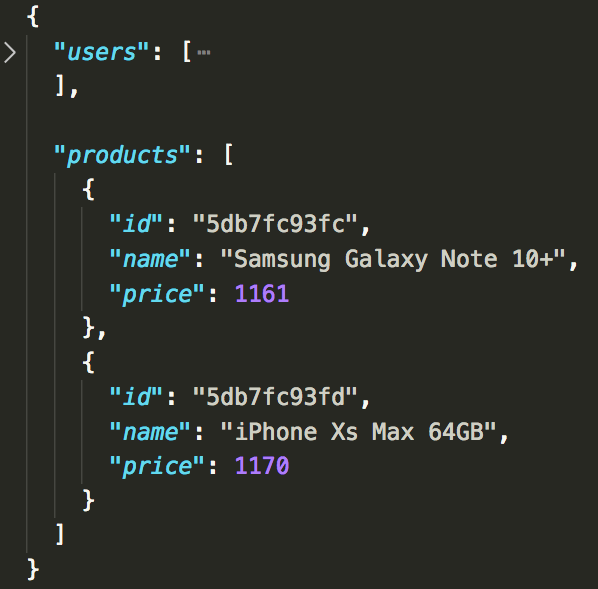 {
"users": [⋯
],
"products": [
{
"id": "5db7fc93fc",
"name": "Samsung Galaxy Note 10+",
"price": 1161
},
{
"id": "5db7fc93fd",
"name": "iPhone Xs Max 64GB",
"price": 1170
}
]
}